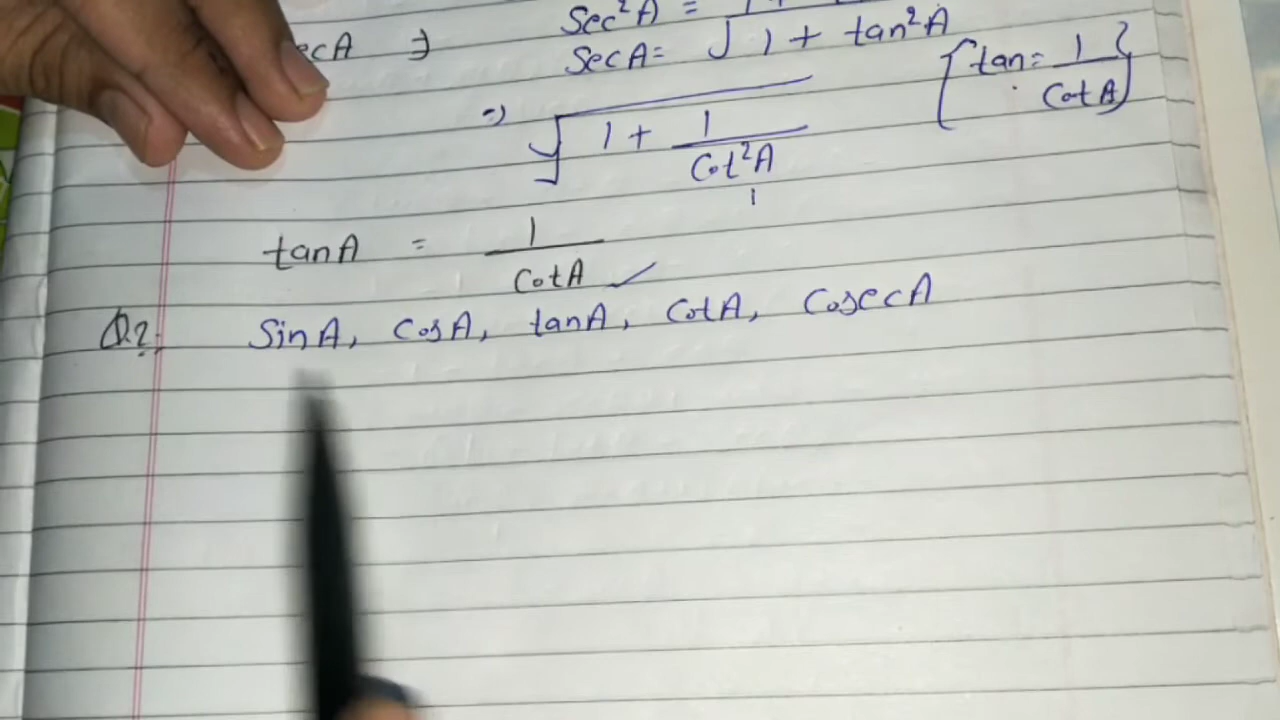 Sec²A =
ecA ⇒ SecA= √1 + tan²A
{tan = 1/CotA}
⇒ √1 + 1/Cot²A
tanA = 1/CotA ✓
Q.2. SinA, CosA, tanA, CotA, CosecA